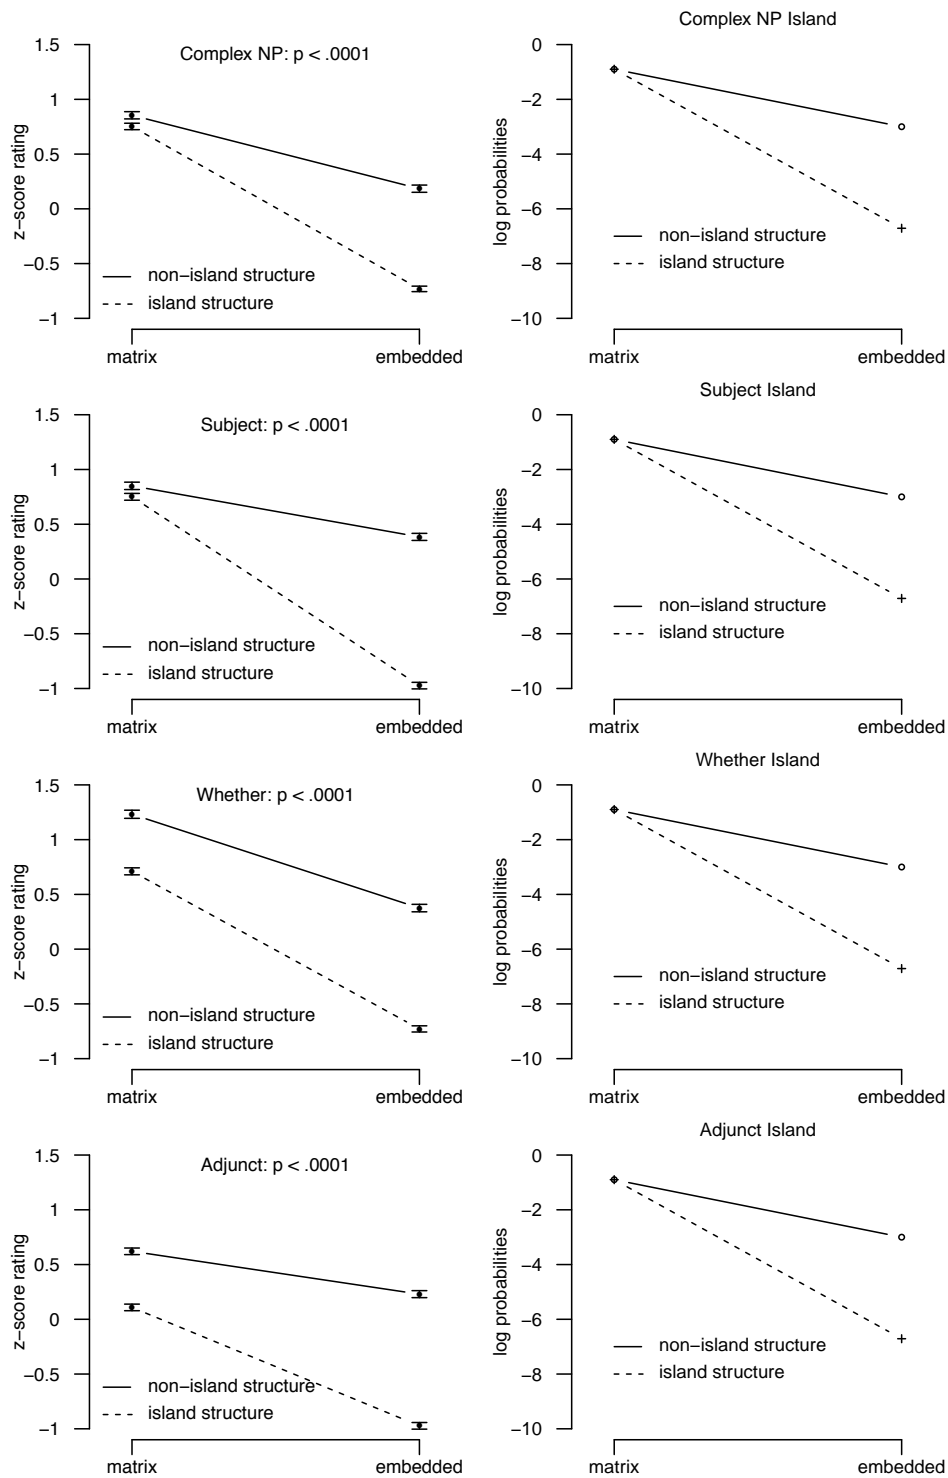 Complex NP: p < .0001
z−score rating
1.5
1
0.5
0
−0.5
−1
non−island structure
island structure
matrix
embedded
Complex NP Island
log probabilities
0
−2
−4
−6
−8
−10
non−island structure
island structure
matrix
embedded
Subject: p < .0001
z−score rating
1.5
1
0.5
0
−0.5
−1
non−island structure
island structure
matrix
embedded
Subject Island
log probabilities
0
−2
−4
−6
−8
−10
non−island structure
island structure
matrix
embedded
Whether: p < .0001
z−score rating
1.5
1
0.5
0
−0.5
−1
non−island structure
island structure
matrix
embedded
Whether Island
log probabilities
0
−2
−4
−6
−8
−10
non−island structure
island structure
matrix
embedded
Adjunct: p < .0001
z−score rating
1.5
1
0.5
0
−0.5
−1
non−island structure
island structure
matrix
embedded
Adjunct Island
log probabilities
0
−2
−4
−6
−8
−10
non−island structure
island structure
matrix
embedded